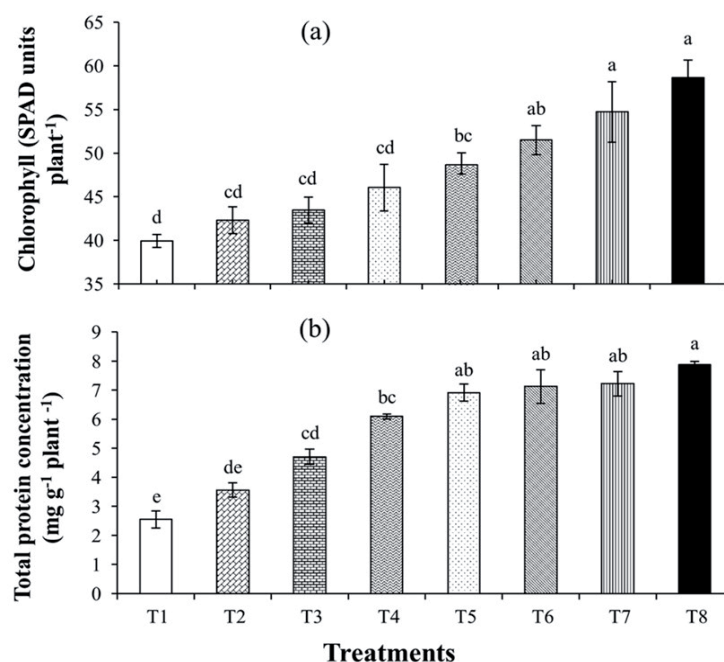 (a)
Chlorophyll (SPAD units
plant-1)
65
60
55
50
45
40
35
d
cd
cd
cd
bc
ab
a
a
(b)
Total protein concentration
(mg g-1 plant -1)
9
8
7
6
5
4
3
2
1
0
e
de
cd
bc
ab
ab
ab
a
T1 T2 T3 T4 T5 T6 T7 T8
Treatments